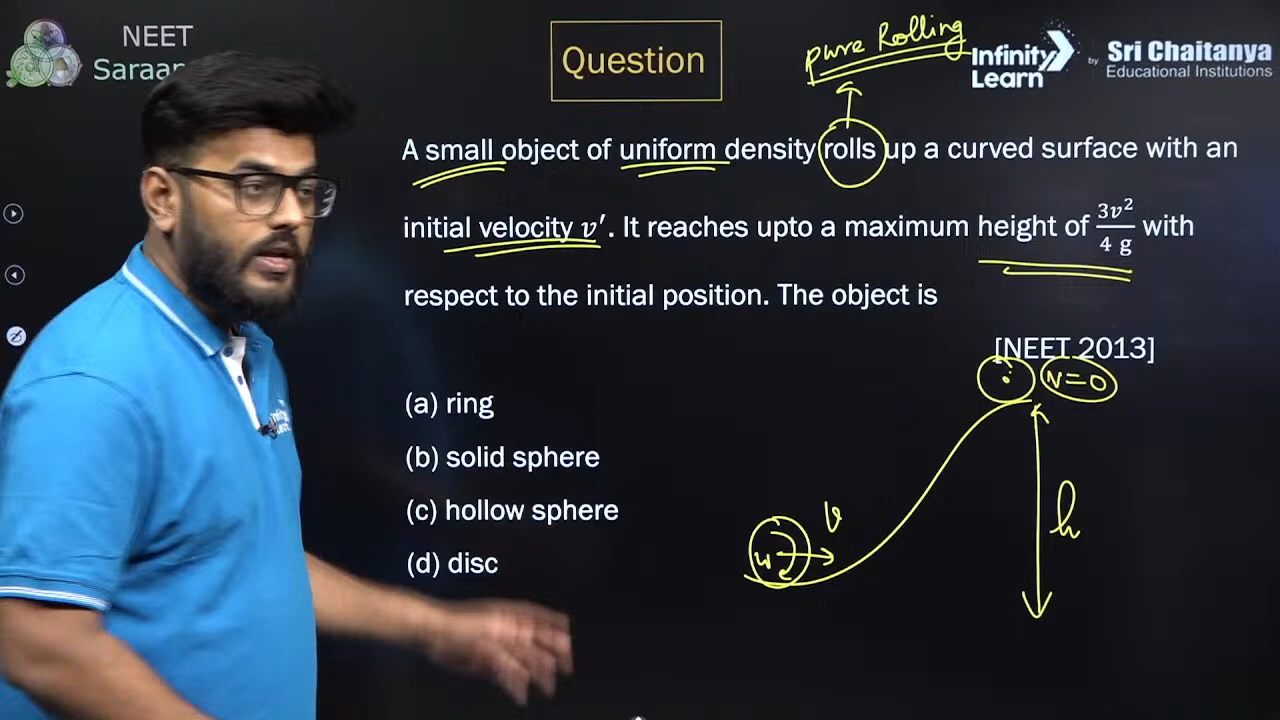 NEET
Saaran
Question
pure Rolling
Infinity
Learn
by
Sri Chaitanya
Educational Institutions
A small object of uniform density rolls up a curved surface with an
initial velocity v′. It reaches upto a maximum height of 3v²/4 g with
respect to the initial position. The object is
[NEET 2013]
(a) ring
(b) solid sphere
(c) hollow sphere
(d) disc
v=0
h
v
w